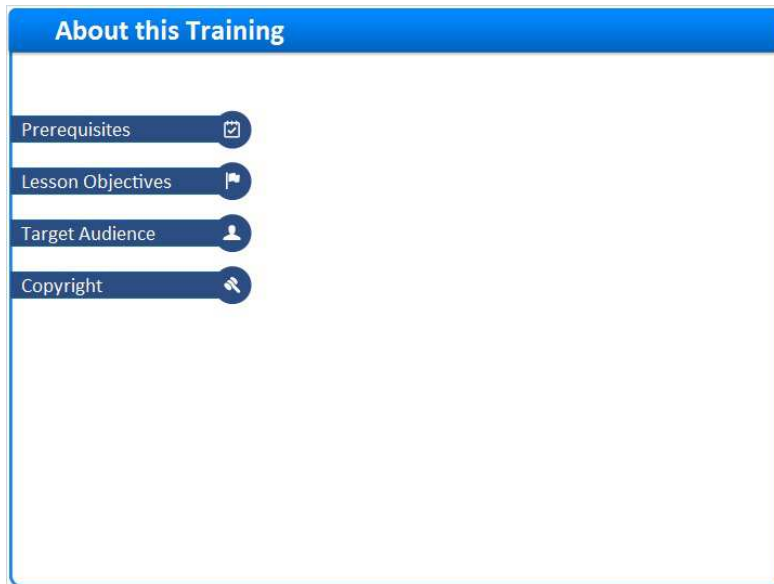 About this Training
Prerequisites
Lesson Objectives
Target Audience
Copyright